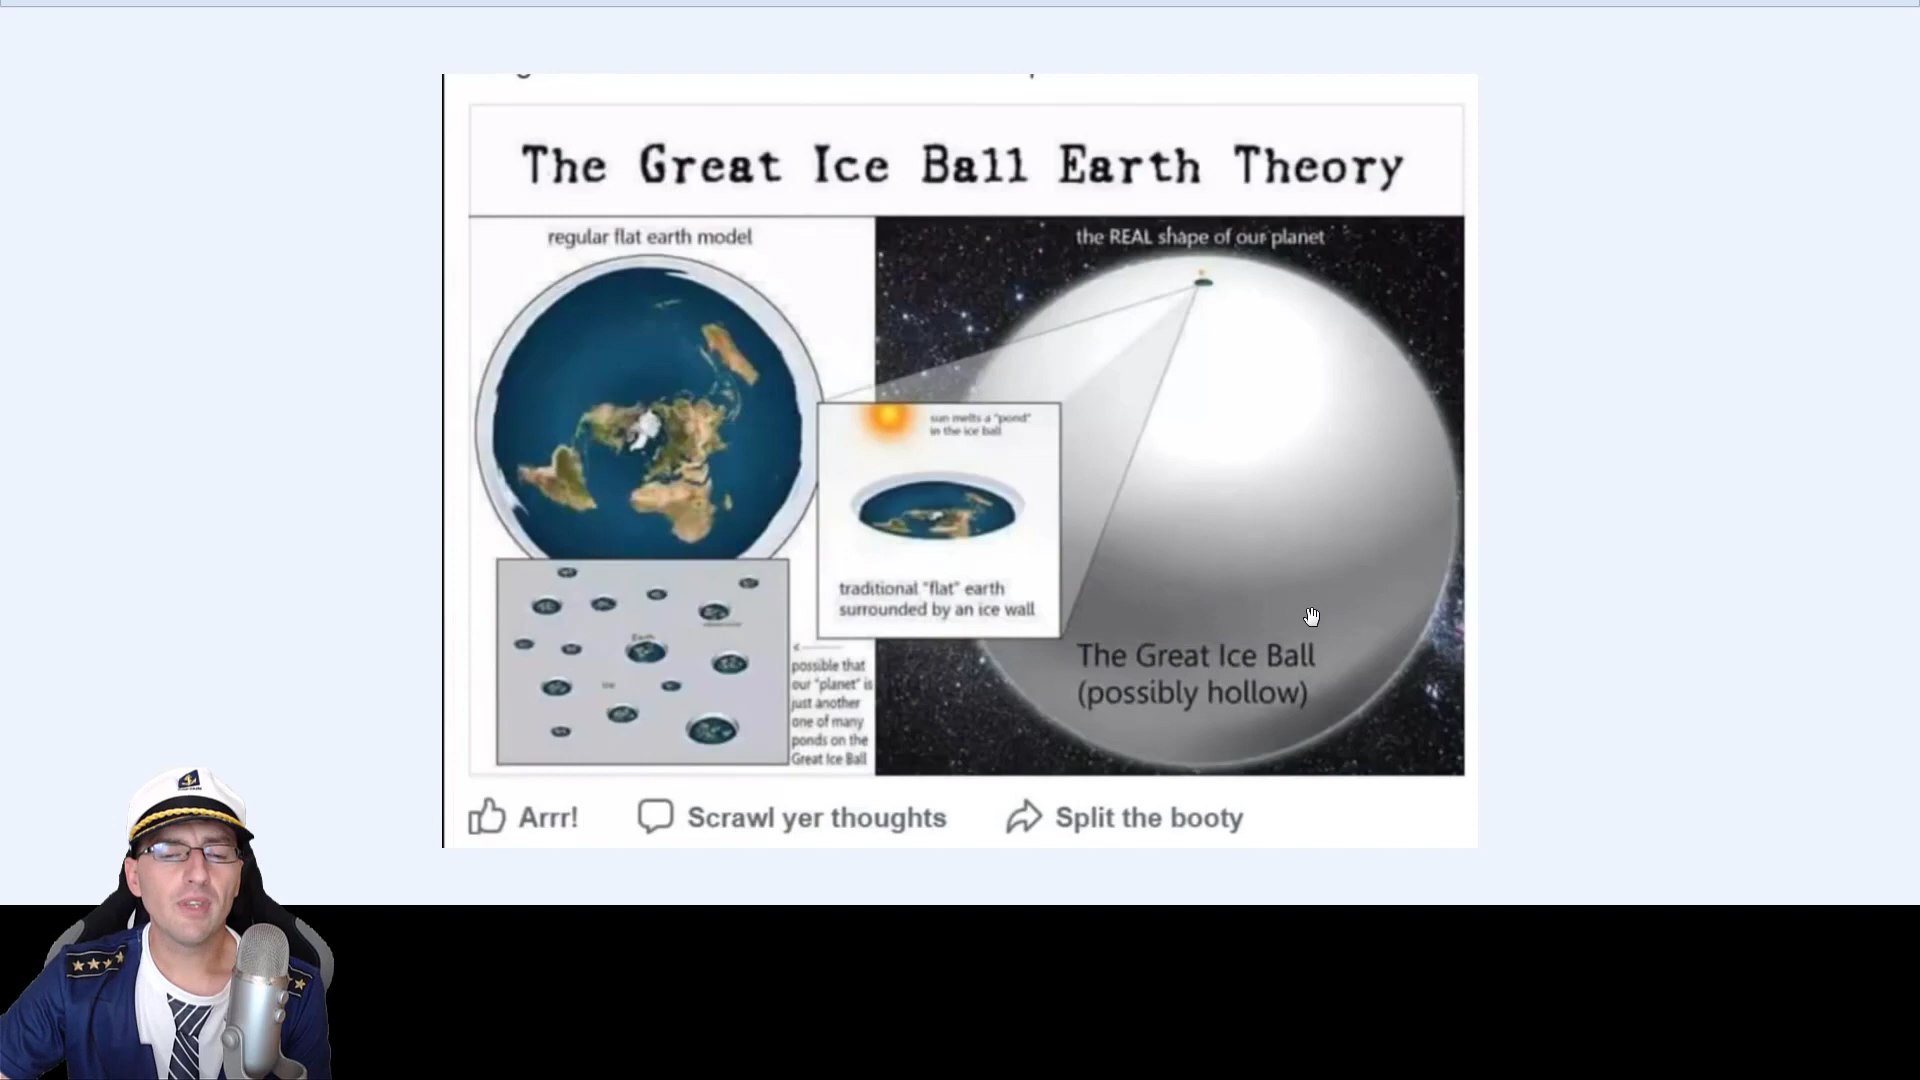 The Great Ice Ball Earth Theory
regular flat earth model
the REAL shape of our planet
sun melts a "pond"
in the ice ball
traditional "flat" earth
surrounded by an ice wall
Earth
possible that
our "planet" is
just another
one of many
ponds on the
Great Ice Ball
The Great Ice Ball
(possibly hollow)
Arrr!
Scrawl yer thoughts
Split the booty